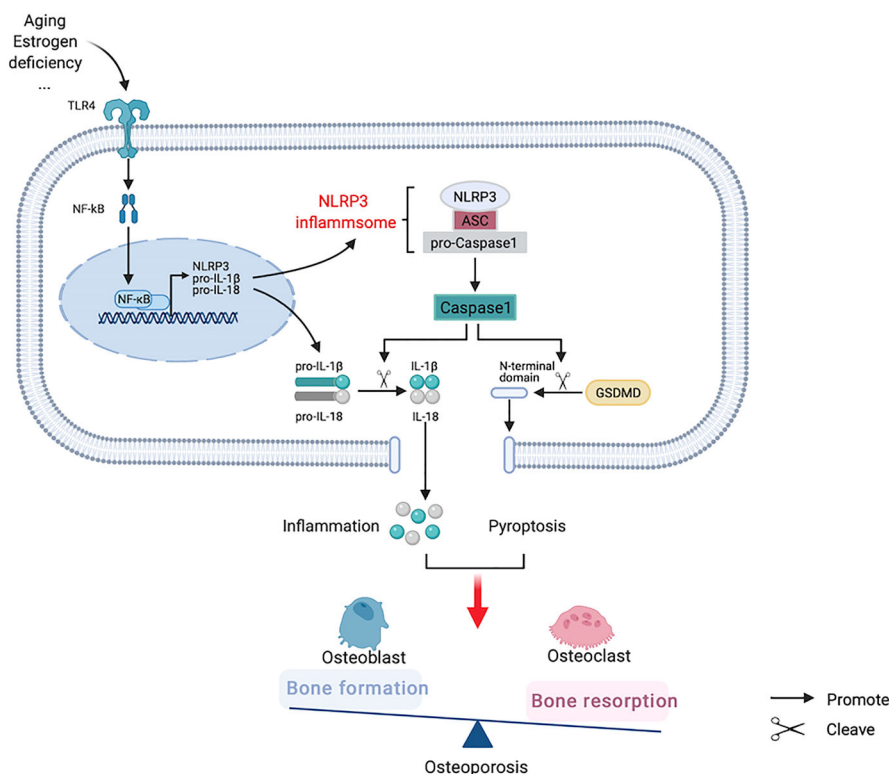 Aging
Estrogen
deficiency
...
TLR4
NF-kB
NF-κB
NLRP3
pro-IL-1β
pro-IL-18
NLRP3
inflammsome
NLRP3
ASC
pro-Caspase1
Caspase1
pro-IL-1β
pro-IL-18
IL-1β
IL-18
N-terminal
domain
GSDMD
Inflammation
Pyroptosis
Osteoblast
Osteoclast
Bone formation
Bone resorption
Osteoporosis
Promote
Cleave